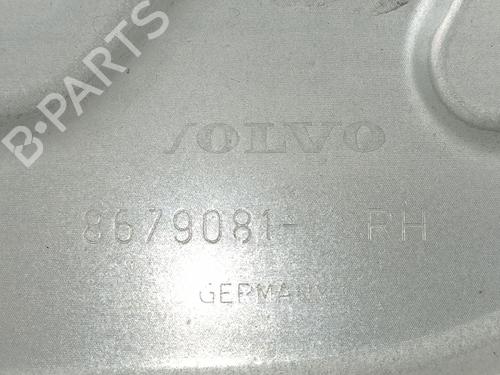 B-PARTS
VOLVO
8679081- RH
GERMANY